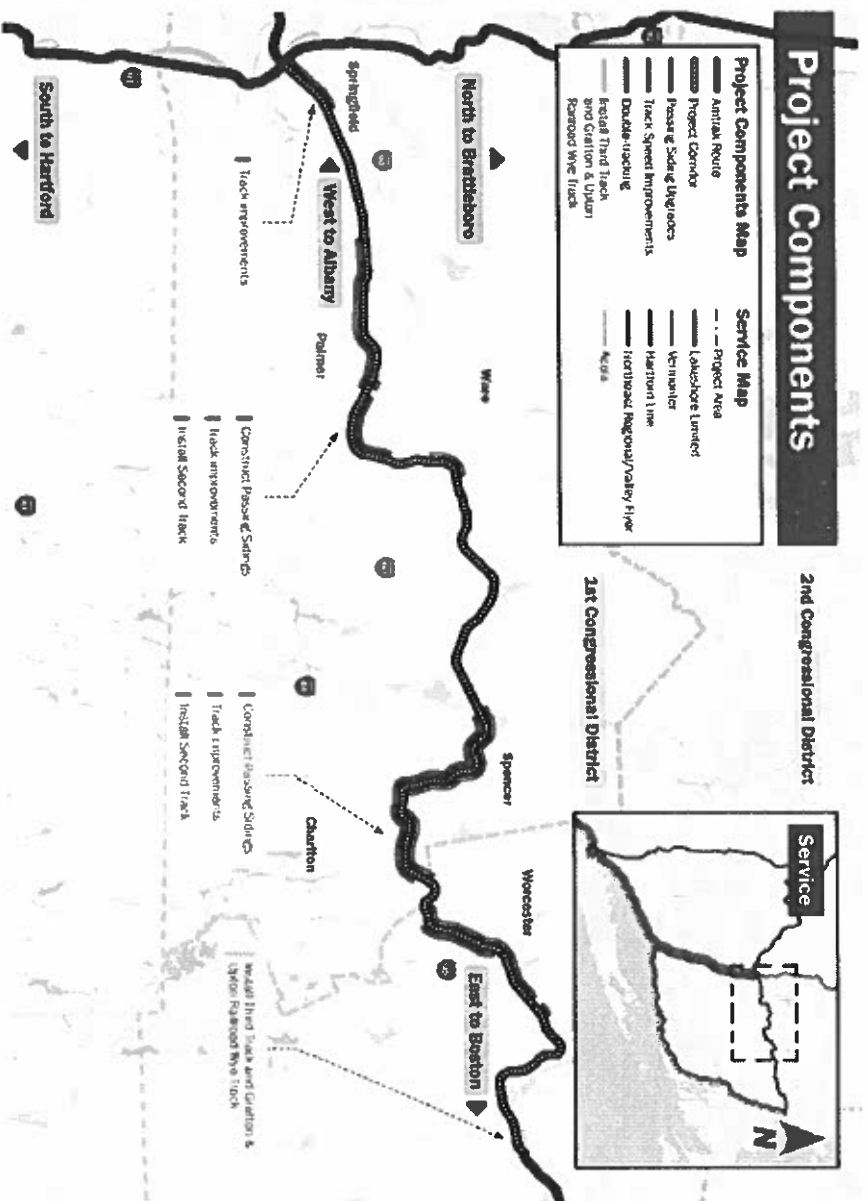 Project Components
Project Components Map
Amtrak Route
Project Corridor
Passing Siding Upgrades
Track Speed Improvements
Double-tracking
Install Third Track
and Grafton & Upton
Railroad Wye Track
Service Map
Project Area
Lakeshore Limited
Vermonter
Hartford Line
Northeast Regional/Valley Flyer
Acela
2nd Congressional District
1st Congressional District
Service
N
North to Brattleboro
Ware
Spencer
Worcester
East to Boston
Springfield
West to Albany
Palmer
Charlton
Track improvements
Construct Passing Sidings
Track improvements
Install Second Track
Construct Passing Sidings
Track improvements
Install Second Track
Install Third Track and Grafton &
Upton Railroad Wye Track
South to Hartford